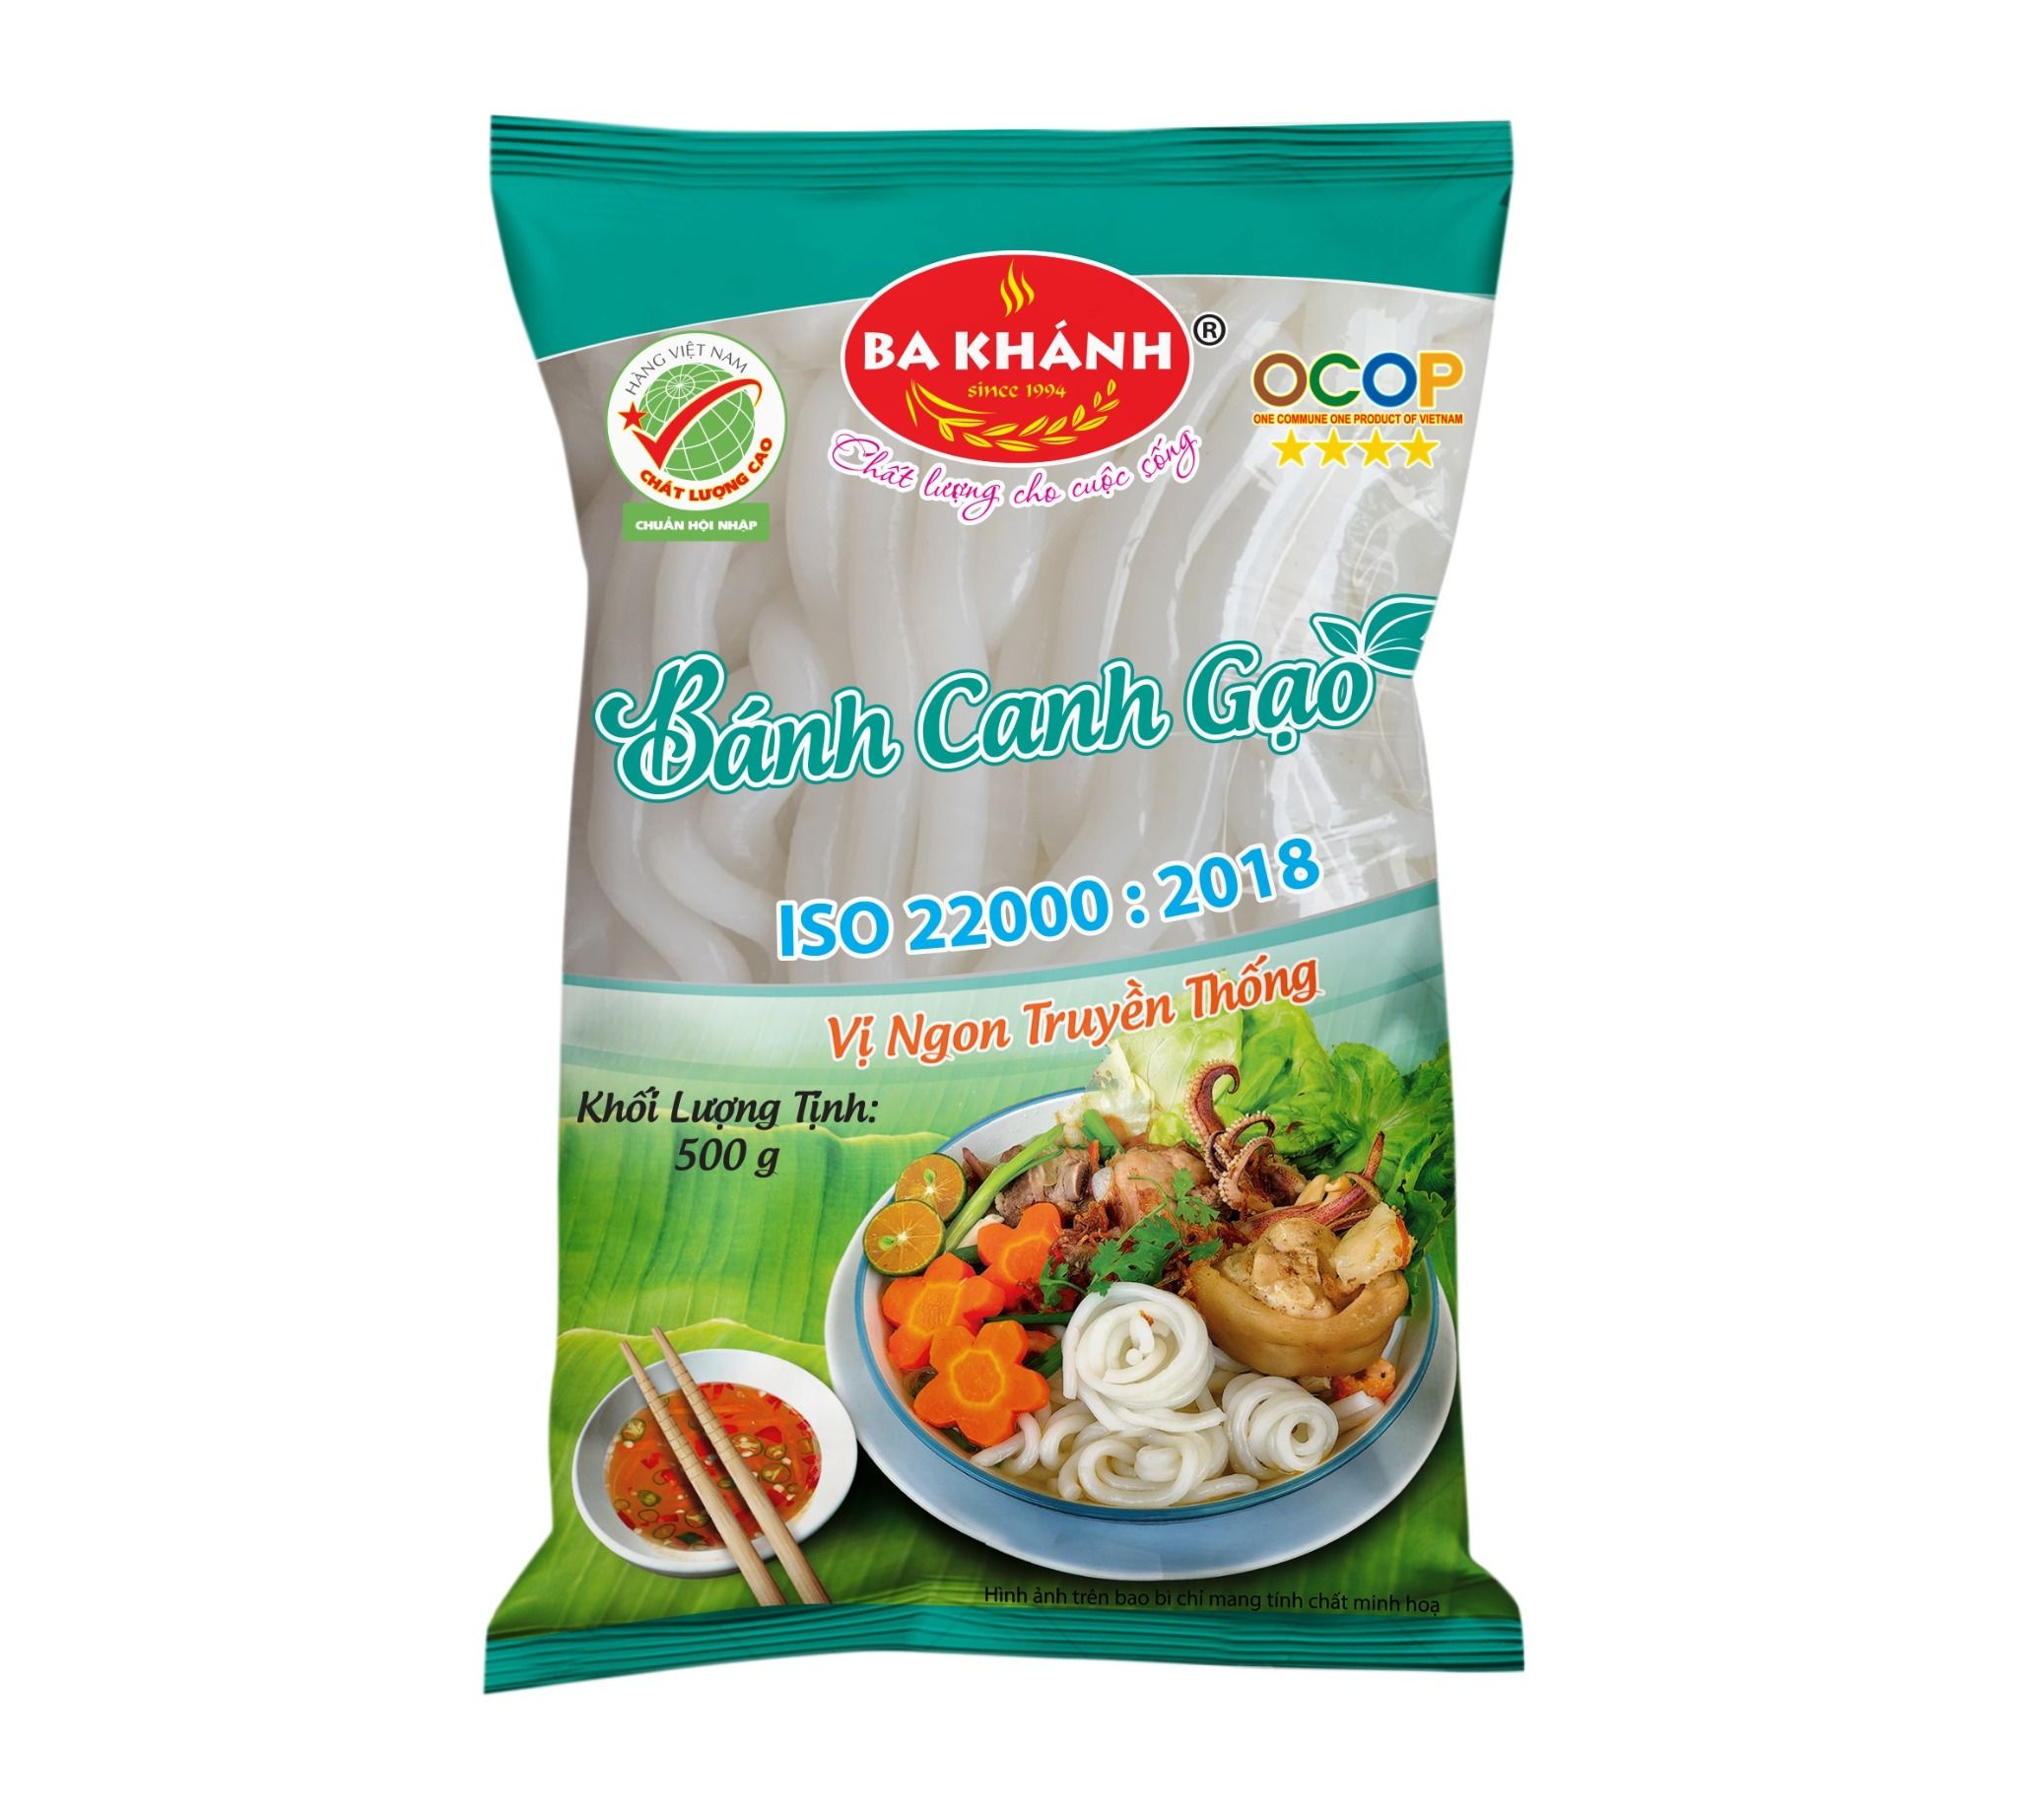 BA KHÁNH ®
since 1994
Chất lượng cho cuộc sống
HÀNG VIỆT NAM
CHẤT LƯỢNG CAO
CHUẨN HỘI NHẬP
OCOP
ONE COMMUNE ONE PRODUCT OF VIETNAM
Bánh Canh Gạo
ISO 22000 : 2018
Vị Ngon Truyền Thống
Khối Lượng Tịnh:
500 g
Hình ảnh trên bao bì chỉ mang tính chất minh hoạ